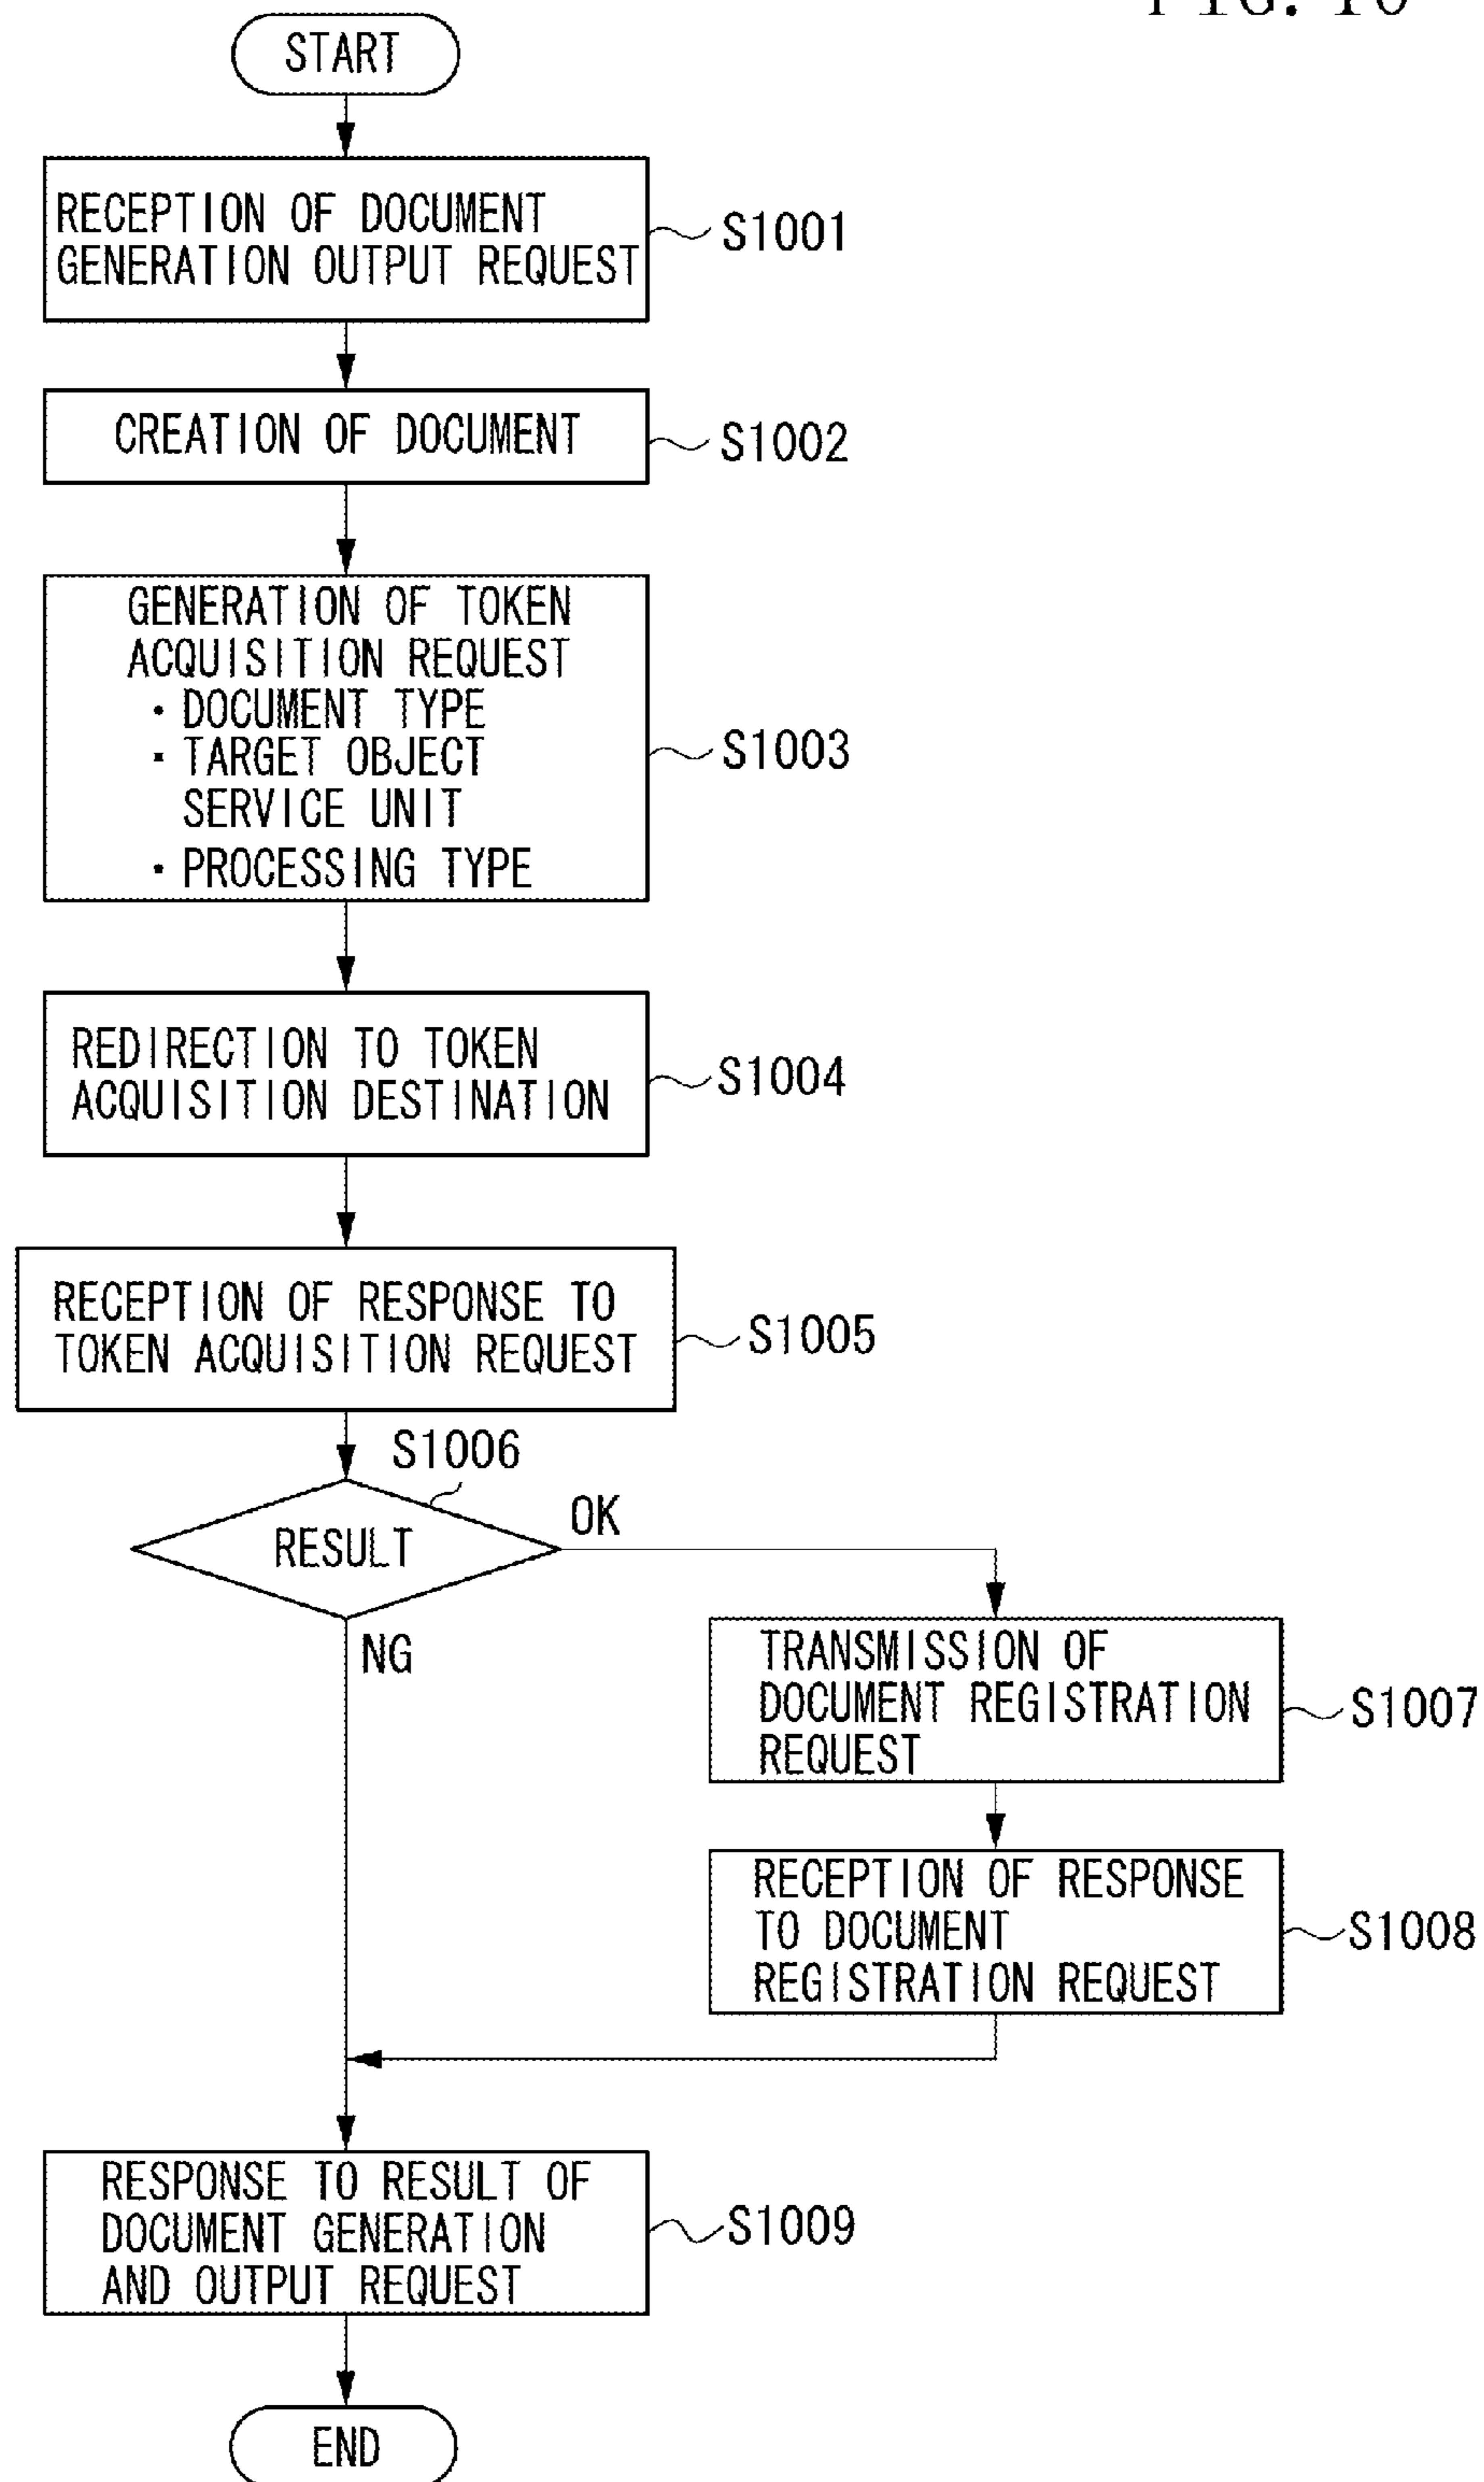 FIG. 10
START
RECEPTION OF DOCUMENT
GENERATION OUTPUT REQUEST
S1001
CREATION OF DOCUMENT
S1002
GENERATION OF TOKEN
ACQUISITION REQUEST
・DOCUMENT TYPE
・TARGET OBJECT
SERVICE UNIT
・PROCESSING TYPE
S1003
REDIRECTION TO TOKEN
ACQUISITION DESTINATION
S1004
RECEPTION OF RESPONSE TO
TOKEN ACQUISITION REQUEST
S1005
S1006
RESULT
OK
NG
TRANSMISSION OF
DOCUMENT REGISTRATION
REQUEST
S1007
RECEPTION OF RESPONSE
TO DOCUMENT
REGISTRATION REQUEST
S1008
RESPONSE TO RESULT OF
DOCUMENT GENERATION
AND OUTPUT REQUEST
S1009
END